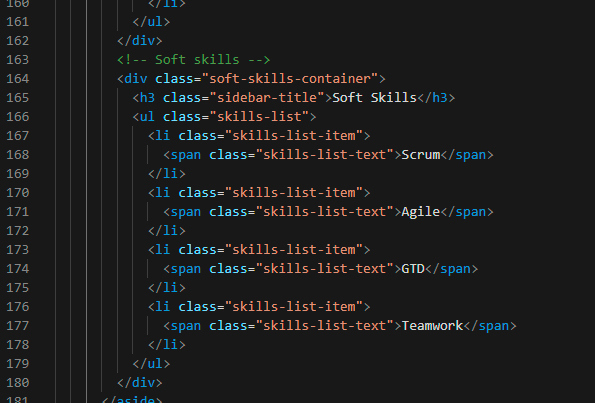 160 </li>
161 </ul>
162 </div>
163 <!-- Soft skills -->
164 <div class="soft-skills-container">
165 <h3 class="sidebar-title">Soft Skills</h3>
166 <ul class="skills-list">
167 <li class="skills-list-item">
168 <span class="skills-list-text">Scrum</span>
169 </li>
170 <li class="skills-list-item">
171 <span class="skills-list-text">Agile</span>
172 </li>
173 <li class="skills-list-item">
174 <span class="skills-list-text">GTD</span>
175 </li>
176 <li class="skills-list-item">
177 <span class="skills-list-text">Teamwork</span>
178 </li>
179 </ul>
180 </div>
181 </aside>